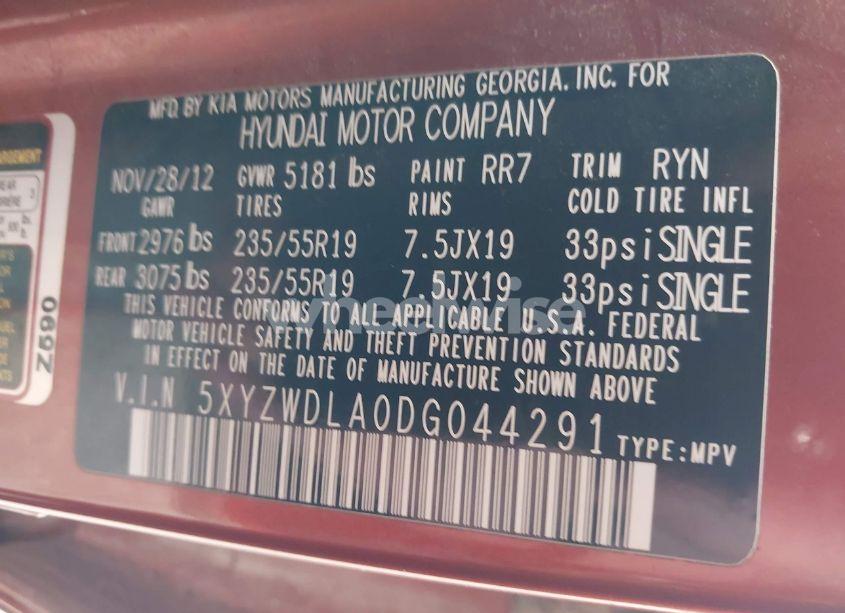 MFD. BY KIA MOTORS MANUFACTURING GEORGIA. INC. FOR
HYUNDAI MOTOR COMPANY
NOV/28/12 GVWR 5181 lbs PAINT RR7 TRIM RYN
GAWR TIRES RIMS COLD TIRE INFL
FRONT 2976 lbs 235/55R19 7.5JX19 33psi SINGLE
REAR 3075 lbs 235/55R19 7.5JX19 33psi SINGLE
THIS VEHICLE CONFORMS TO ALL APPLICABLE U.S.A. FEDERAL
MOTOR VEHICLE SAFETY AND THEFT PREVENTION STANDARDS
IN EFFECT ON THE DATE OF MANUFACTURE SHOWN ABOVE
V.I.N 5XYZWDLA0DG044291 TYPE:MPV
Z690